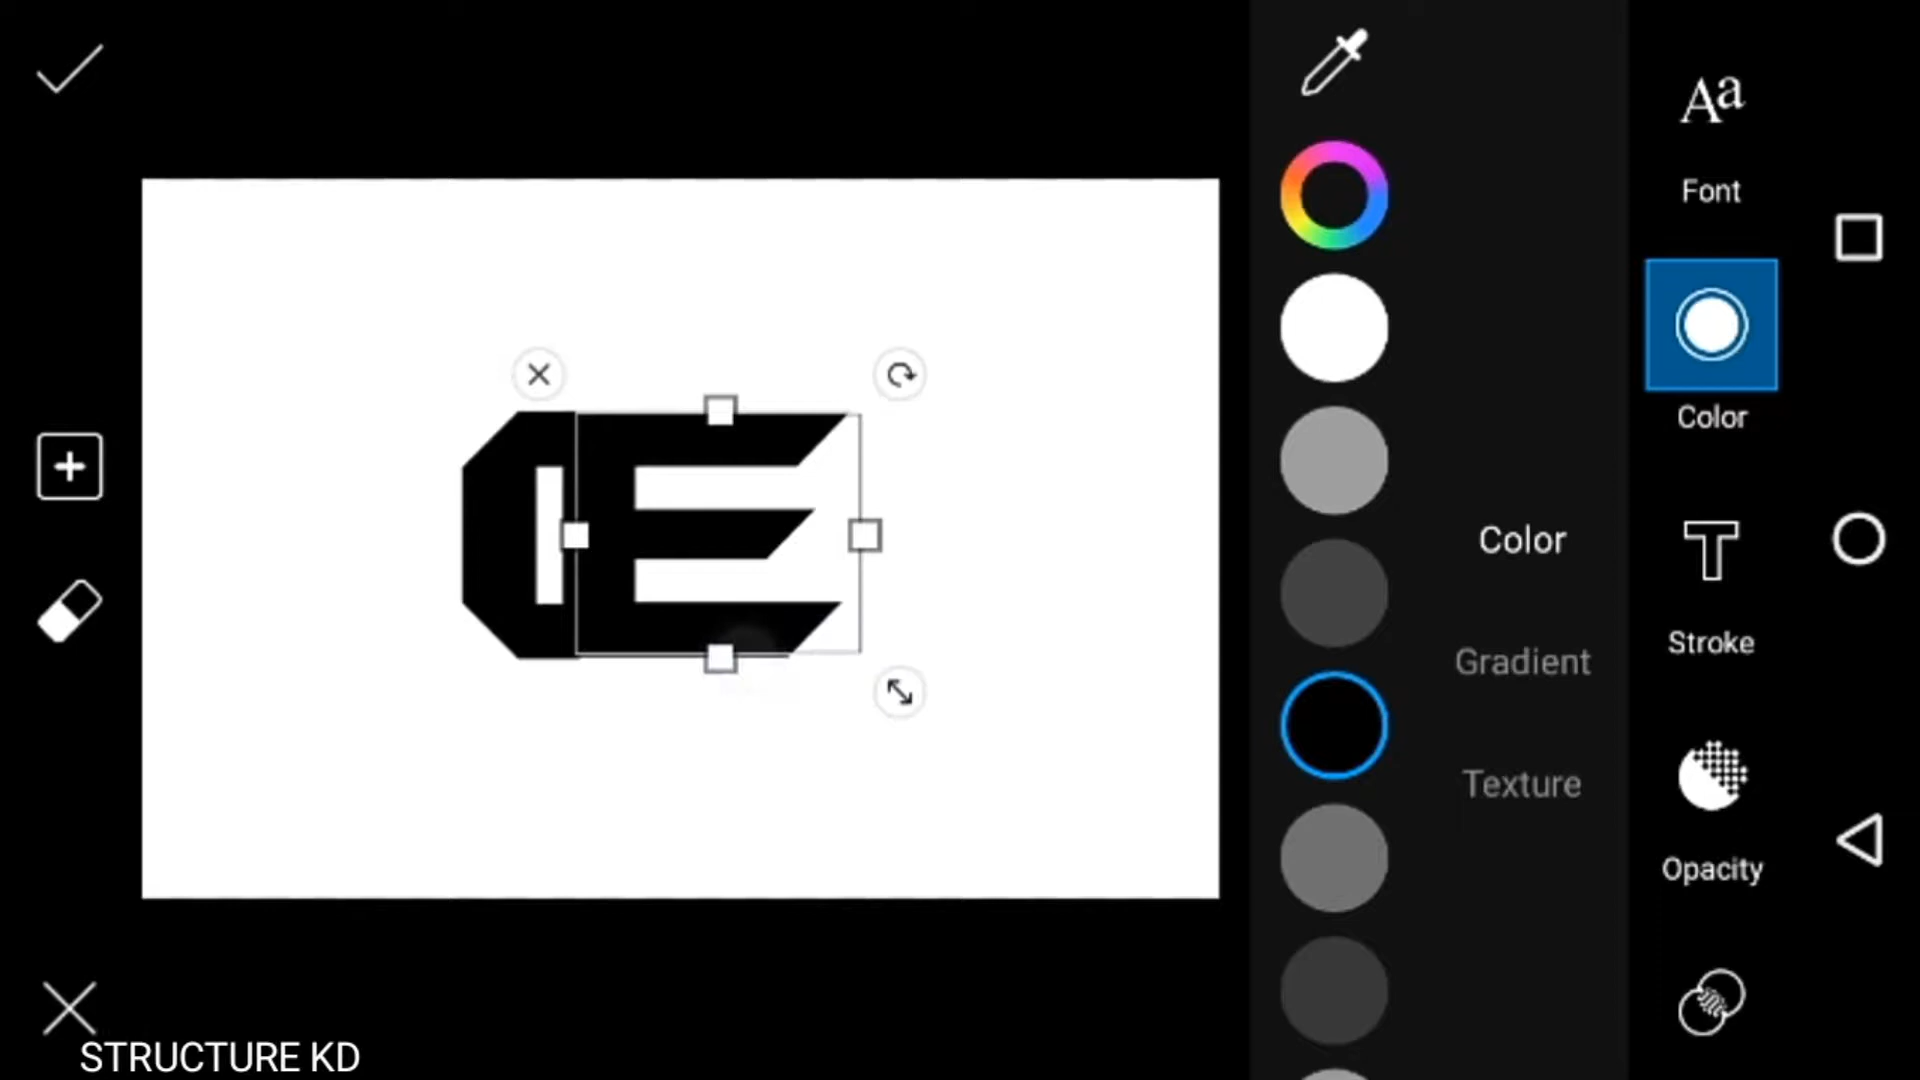 Aa
Font
Color
Stroke
Opacity
Color
Gradient
Texture
E
STRUCTURE KD